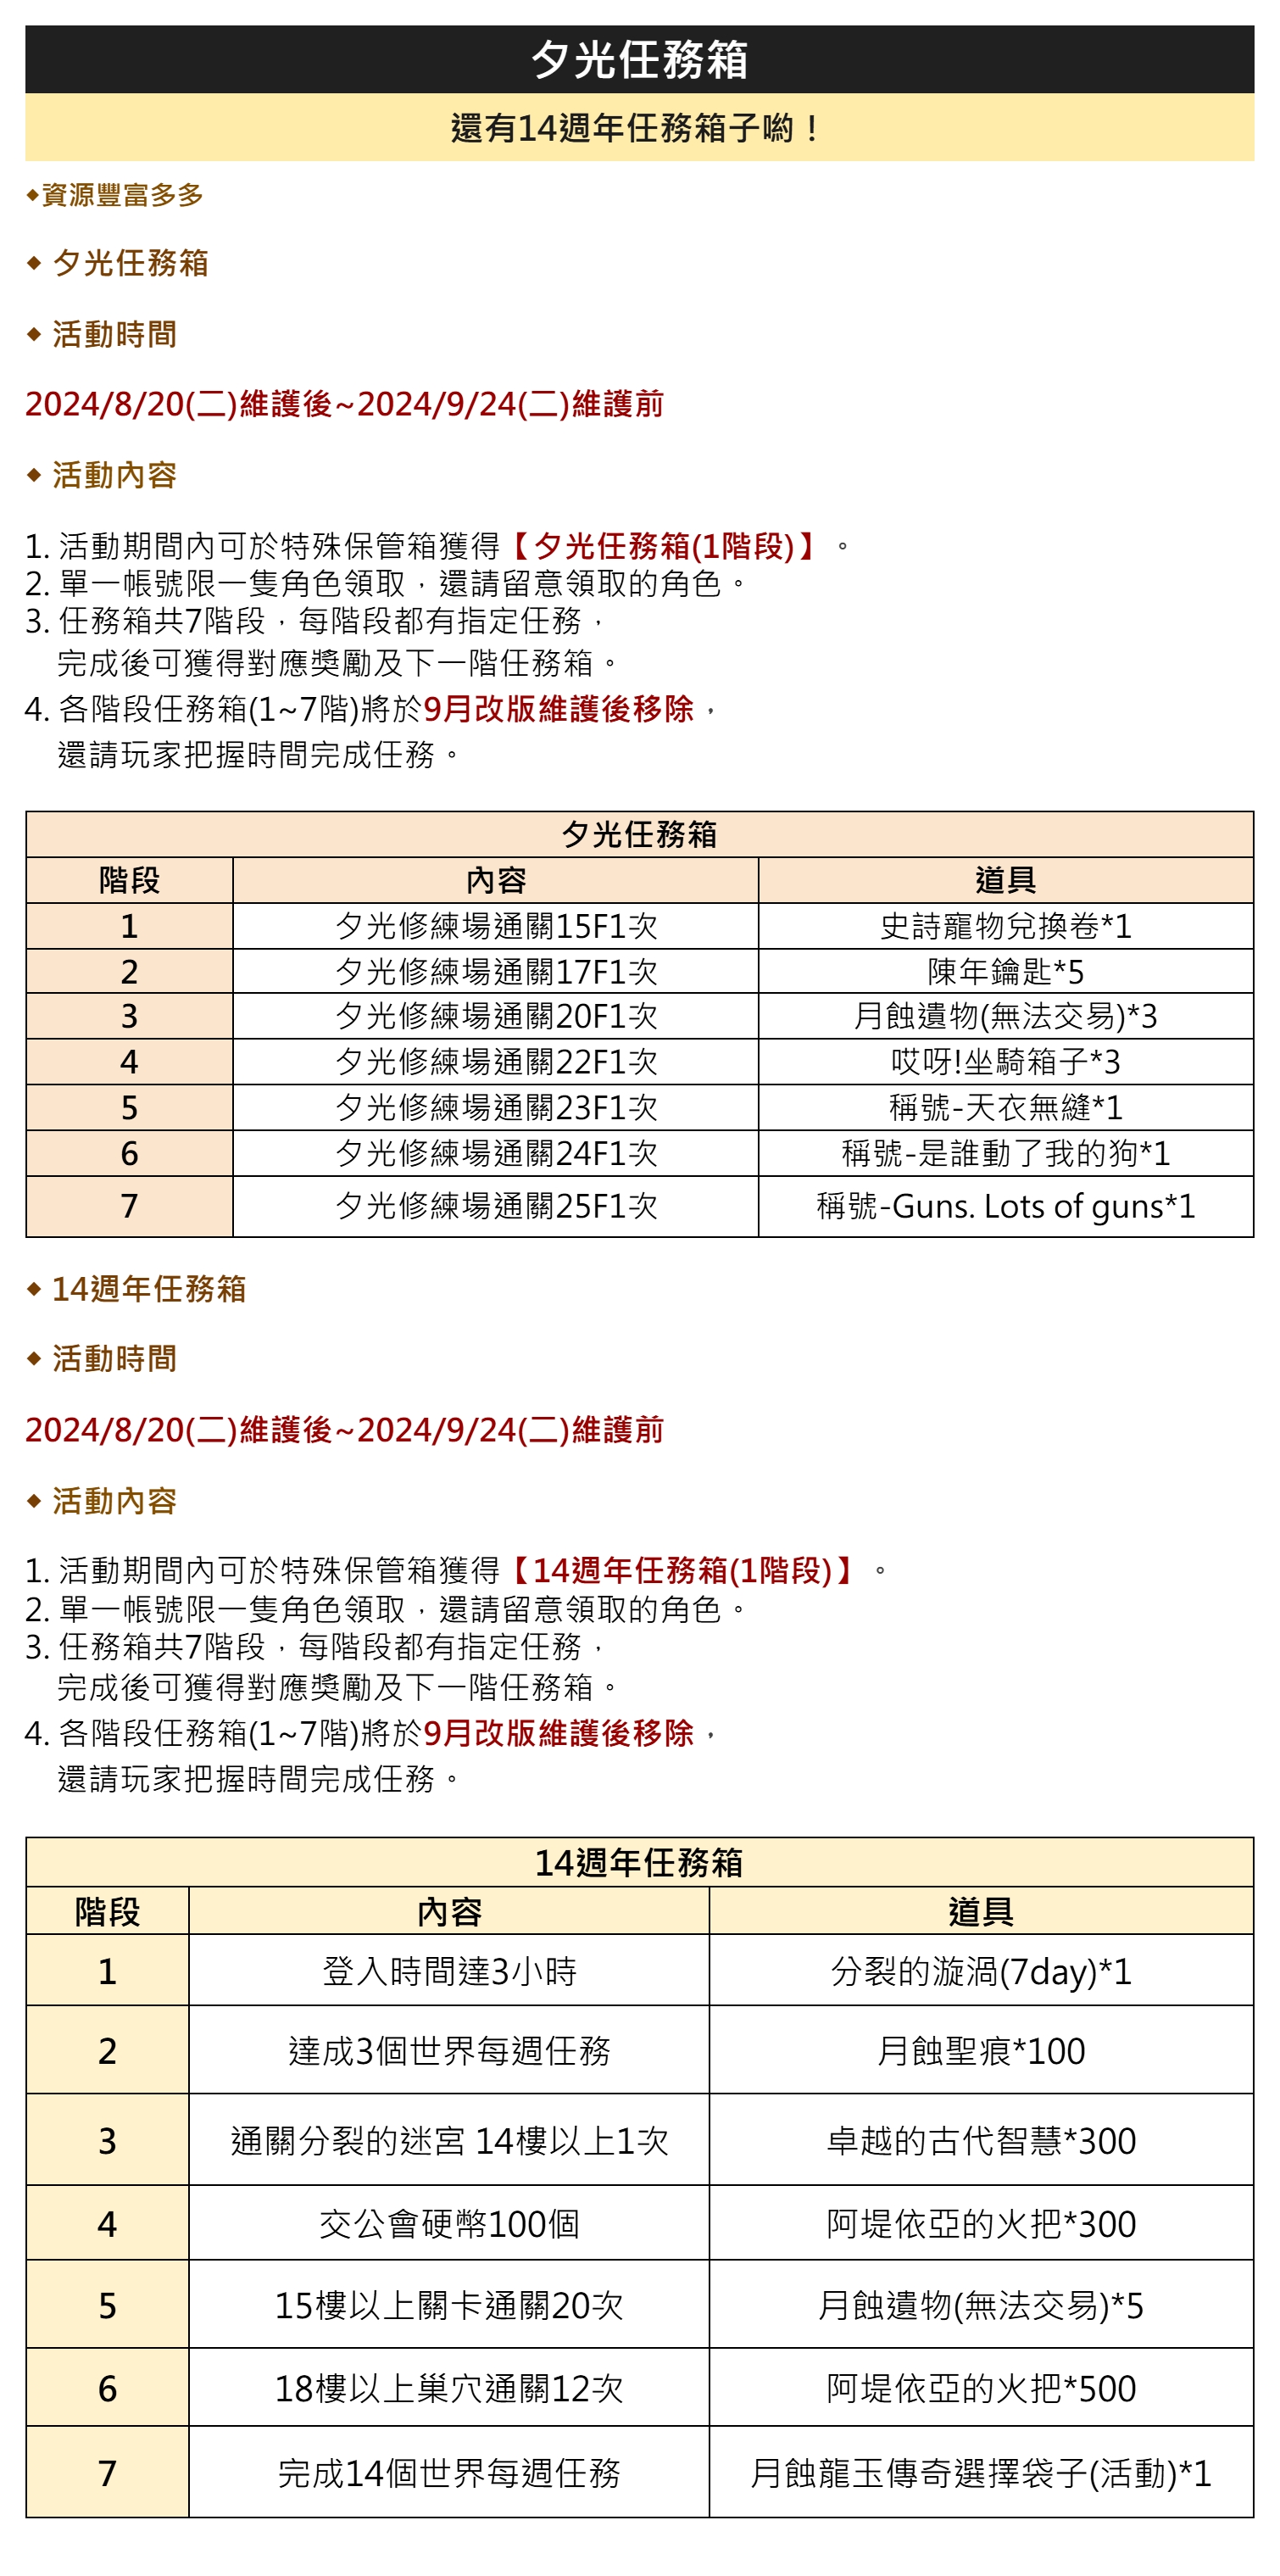 夕光任務箱
還有14週年任務箱子喲！
◆資源豐富多多
◆ 夕光任務箱
◆ 活動時間
2024/8/20(二)維護後~2024/9/24(二)維護前
◆ 活動內容
1. 活動期間內可於特殊保管箱獲得【夕光任務箱(1階段)】。
2. 單一帳號限一隻角色領取，還請留意領取的角色。
3. 任務箱共7階段，每階段都有指定任務，
完成後可獲得對應獎勵及下一階任務箱。
4. 各階段任務箱(1~7階)將於9月改版維護後移除，
還請玩家把握時間完成任務。
夕光任務箱
階段 內容 道具
1 夕光修練場通關15F1次 史詩寵物兌換卷*1
2 夕光修練場通關17F1次 陳年鑰匙*5
3 夕光修練場通關20F1次 月蝕遺物(無法交易)*3
4 夕光修練場通關22F1次 哎呀!坐騎箱子*3
5 夕光修練場通關23F1次 稱號-天衣無縫*1
6 夕光修練場通關24F1次 稱號-是誰動了我的狗*1
7 夕光修練場通關25F1次 稱號-Guns. Lots of guns*1
◆ 14週年任務箱
◆ 活動時間
2024/8/20(二)維護後~2024/9/24(二)維護前
◆ 活動內容
1. 活動期間內可於特殊保管箱獲得【14週年任務箱(1階段)】。
2. 單一帳號限一隻角色領取，還請留意領取的角色。
3. 任務箱共7階段，每階段都有指定任務，
完成後可獲得對應獎勵及下一階任務箱。
4. 各階段任務箱(1~7階)將於9月改版維護後移除，
還請玩家把握時間完成任務。
14週年任務箱
階段 內容 道具
1 登入時間達3小時 分裂的漩渦(7day)*1
2 達成3個世界每週任務 月蝕聖痕*100
3 通關分裂的迷宮 14樓以上1次 卓越的古代智慧*300
4 交公會硬幣100個 阿堤依亞的火把*300
5 15樓以上關卡通關20次 月蝕遺物(無法交易)*5
6 18樓以上巢穴通關12次 阿堤依亞的火把*500
7 完成14個世界每週任務 月蝕龍玉傳奇選擇袋子(活動)*1